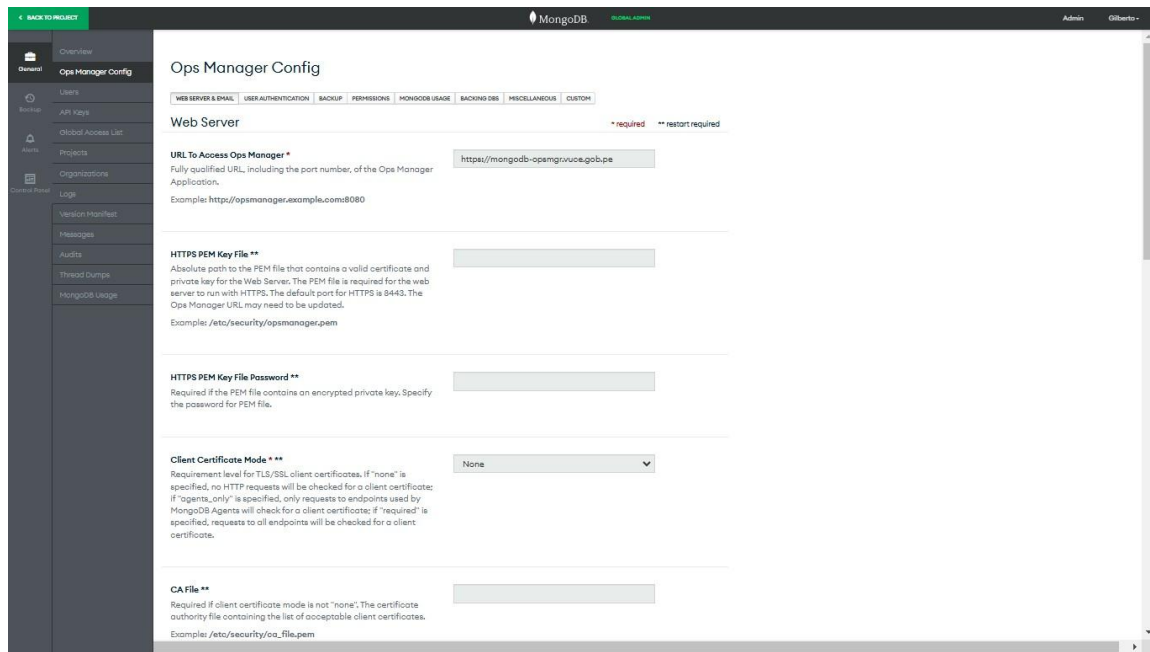 < BACK TO PROJECT
MongoDB.
GLOBAL ADMIN
Admin
Gilberto
General
Backup
Alerts
Control Panel
Overview
Ops Manager Config
Users
API Keys
Global Access List
Projects
Organizations
Logs
Version Manifest
Messages
Audits
Thread Dumps
MongoDB Usage
Ops Manager Config
WEB SERVER & EMAIL USER AUTHENTICATION BACKUP PERMISSIONS MONGODB USAGE BACKING DBS MISCELLANEOUS CUSTOM
Web Server
* required ** restart required
URL To Access Ops Manager *
https://mongodb-opsmgr.vuce.gob.pe
Fully qualified URL, including the port number, of the Ops Manager
Application.
Example: http://opsmanager.example.com:8080
HTTPS PEM Key File **
Absolute path to the PEM file that contains a valid certificate and
private key for the Web Server. The PEM file is required for the web
server to run with HTTPS. The default port for HTTPS is 8443. The
Ops Manager URL may need to be updated.
Example: /etc/security/opsmanager.pem
HTTPS PEM Key File Password **
Required if the PEM file contains an encrypted private key. Specify
the password for PEM file.
Client Certificate Mode * **
None
Requirement level for TLS/SSL client certificates. If "none" is
specified, no HTTP requests will be checked for a client certificate;
if "agents_only" is specified, only requests to endpoints used by
MongoDB Agents will check for a client certificate; if "required" is
specified, requests to all endpoints will be checked for a client
certificate.
CA File **
Required if client certificate mode is not "none". The certificate
authority file containing the list of acceptable client certificates.
Example: /etc/security/ca_file.pem